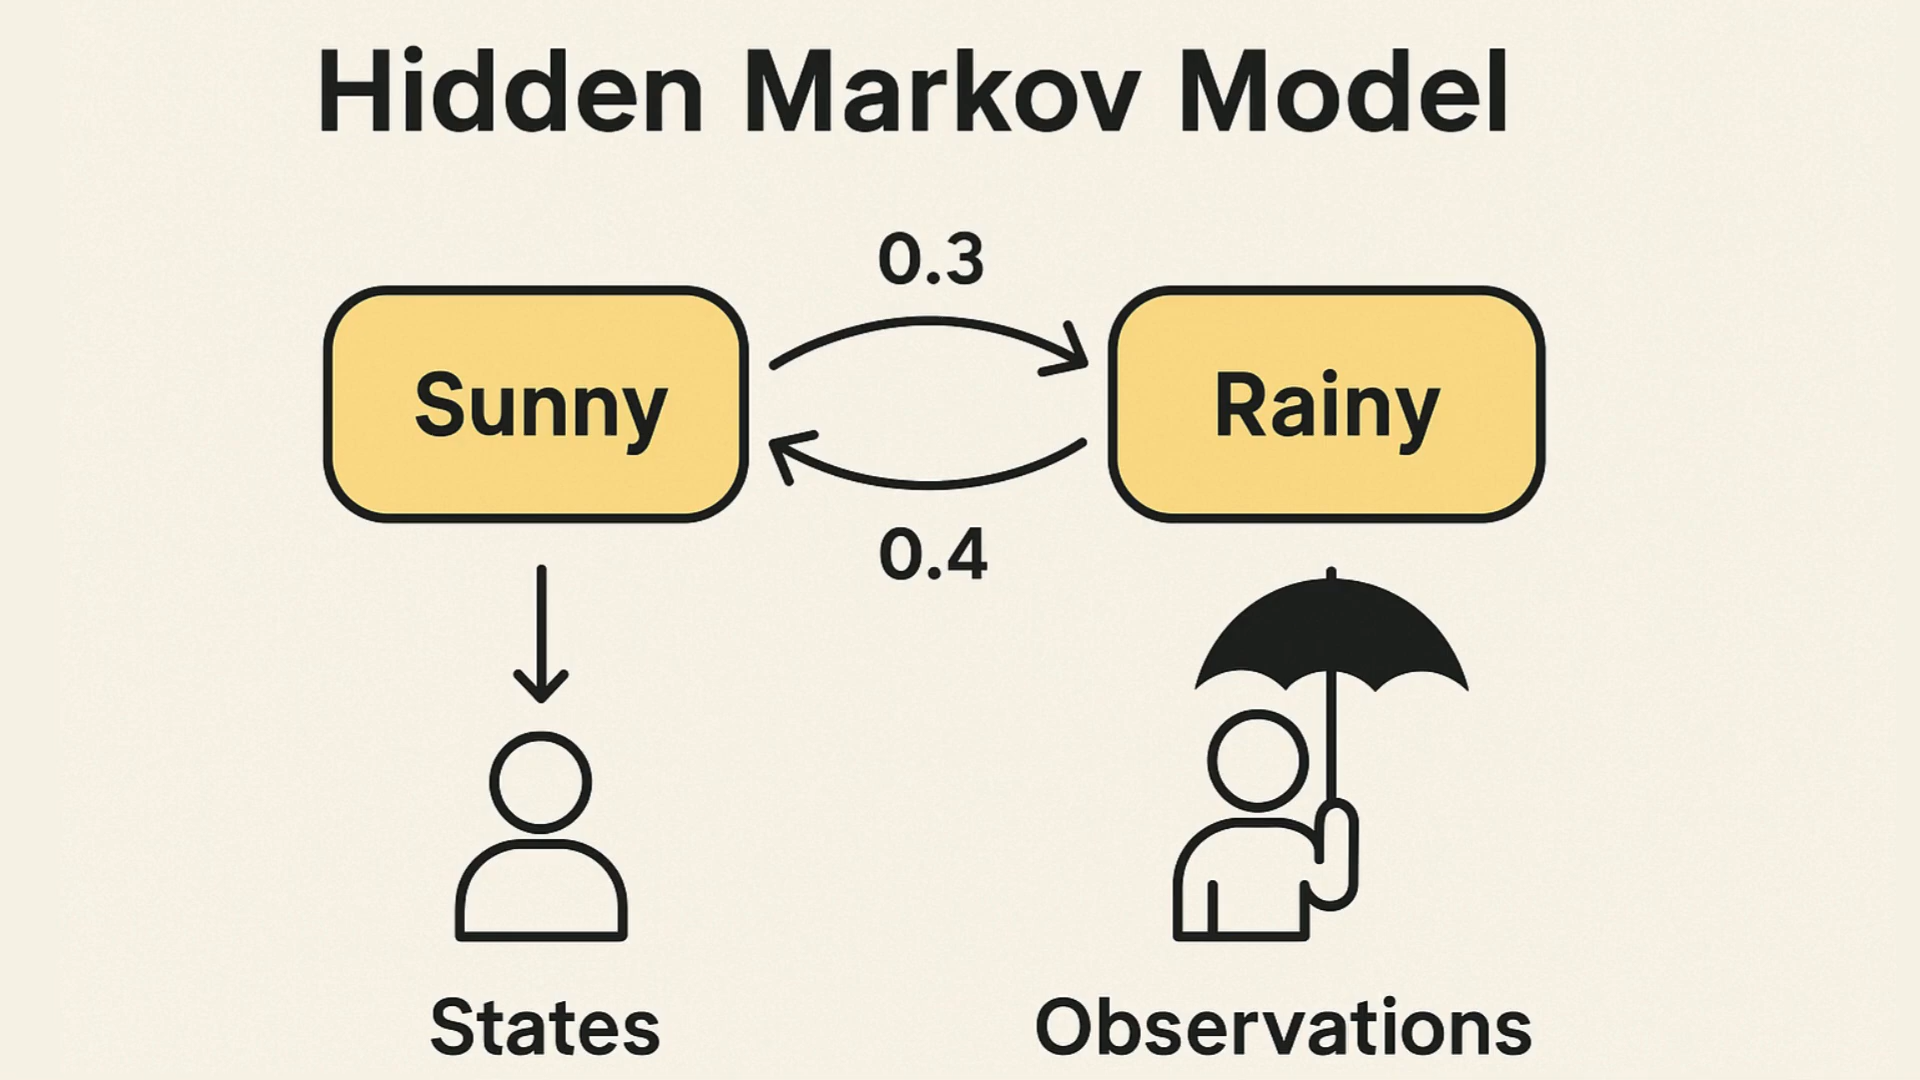 Hidden Markov Model
0.3
Sunny
Rainy
0.4
States
Observations